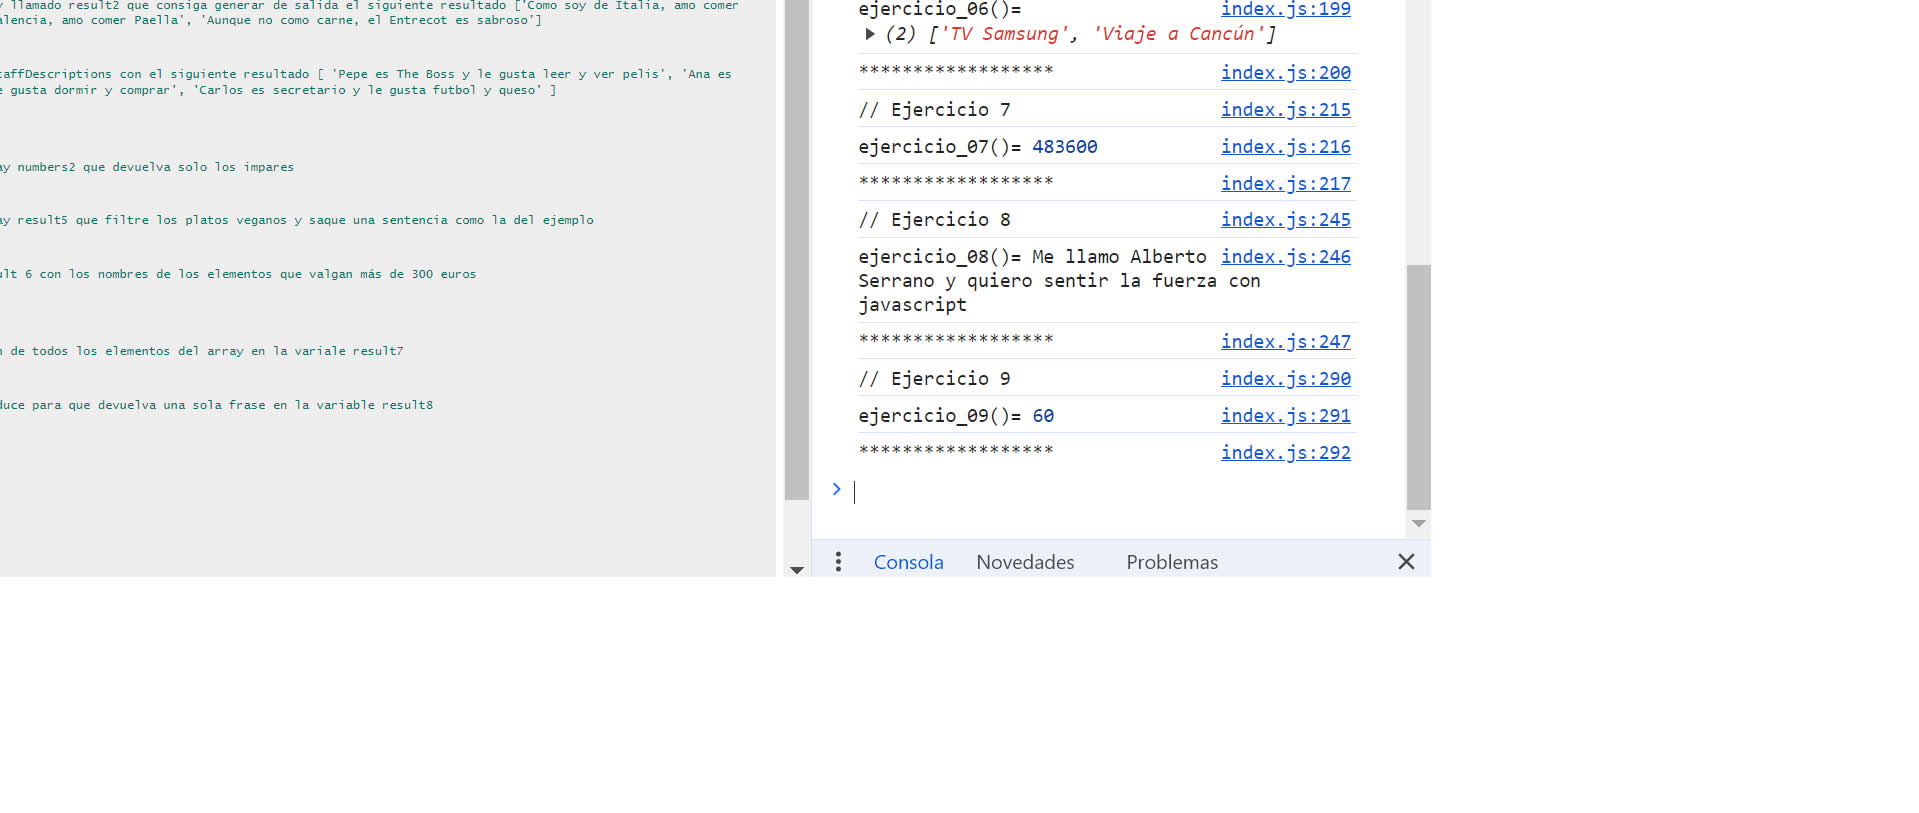 llamado result2 que consiga generar de salida el siguiente resultado ['Como soy de Italia, amo comer
amo comer Paella', 'Aunque no como carne, el Entrecot es sabroso']
con el siguiente resultado [ 'Pepe es The Boss y le gusta leer y ver pelis', 'Ana es
gusta dormir y comprar', 'Carlos es secretario y le gusta futbol y queso' ]
numbers2 que devuelva solo los impares
result5 que filtre los platos veganos y saque una sentencia como la del ejemplo
6 con los nombres de los elementos que valgan más de 300 euros
de todos los elementos del array en la variale result7
para que devuelva una sola frase en la variable result8
ejercicio_06()= index.js:199
(2) ['TV Samsung', 'Viaje a Cancún']
****************** index.js:200
// Ejercicio 7 index.js:215
ejercicio_07()= 483600 index.js:216
****************** index.js:217
// Ejercicio 8 index.js:245
ejercicio_08()= Me llamo Alberto index.js:246
Serrano y quiero sentir la fuerza con
javascript
****************** index.js:247
// Ejercicio 9 index.js:290
ejercicio_09()= 60 index.js:291
****************** index.js:292
>
Consola Novedades Problemas